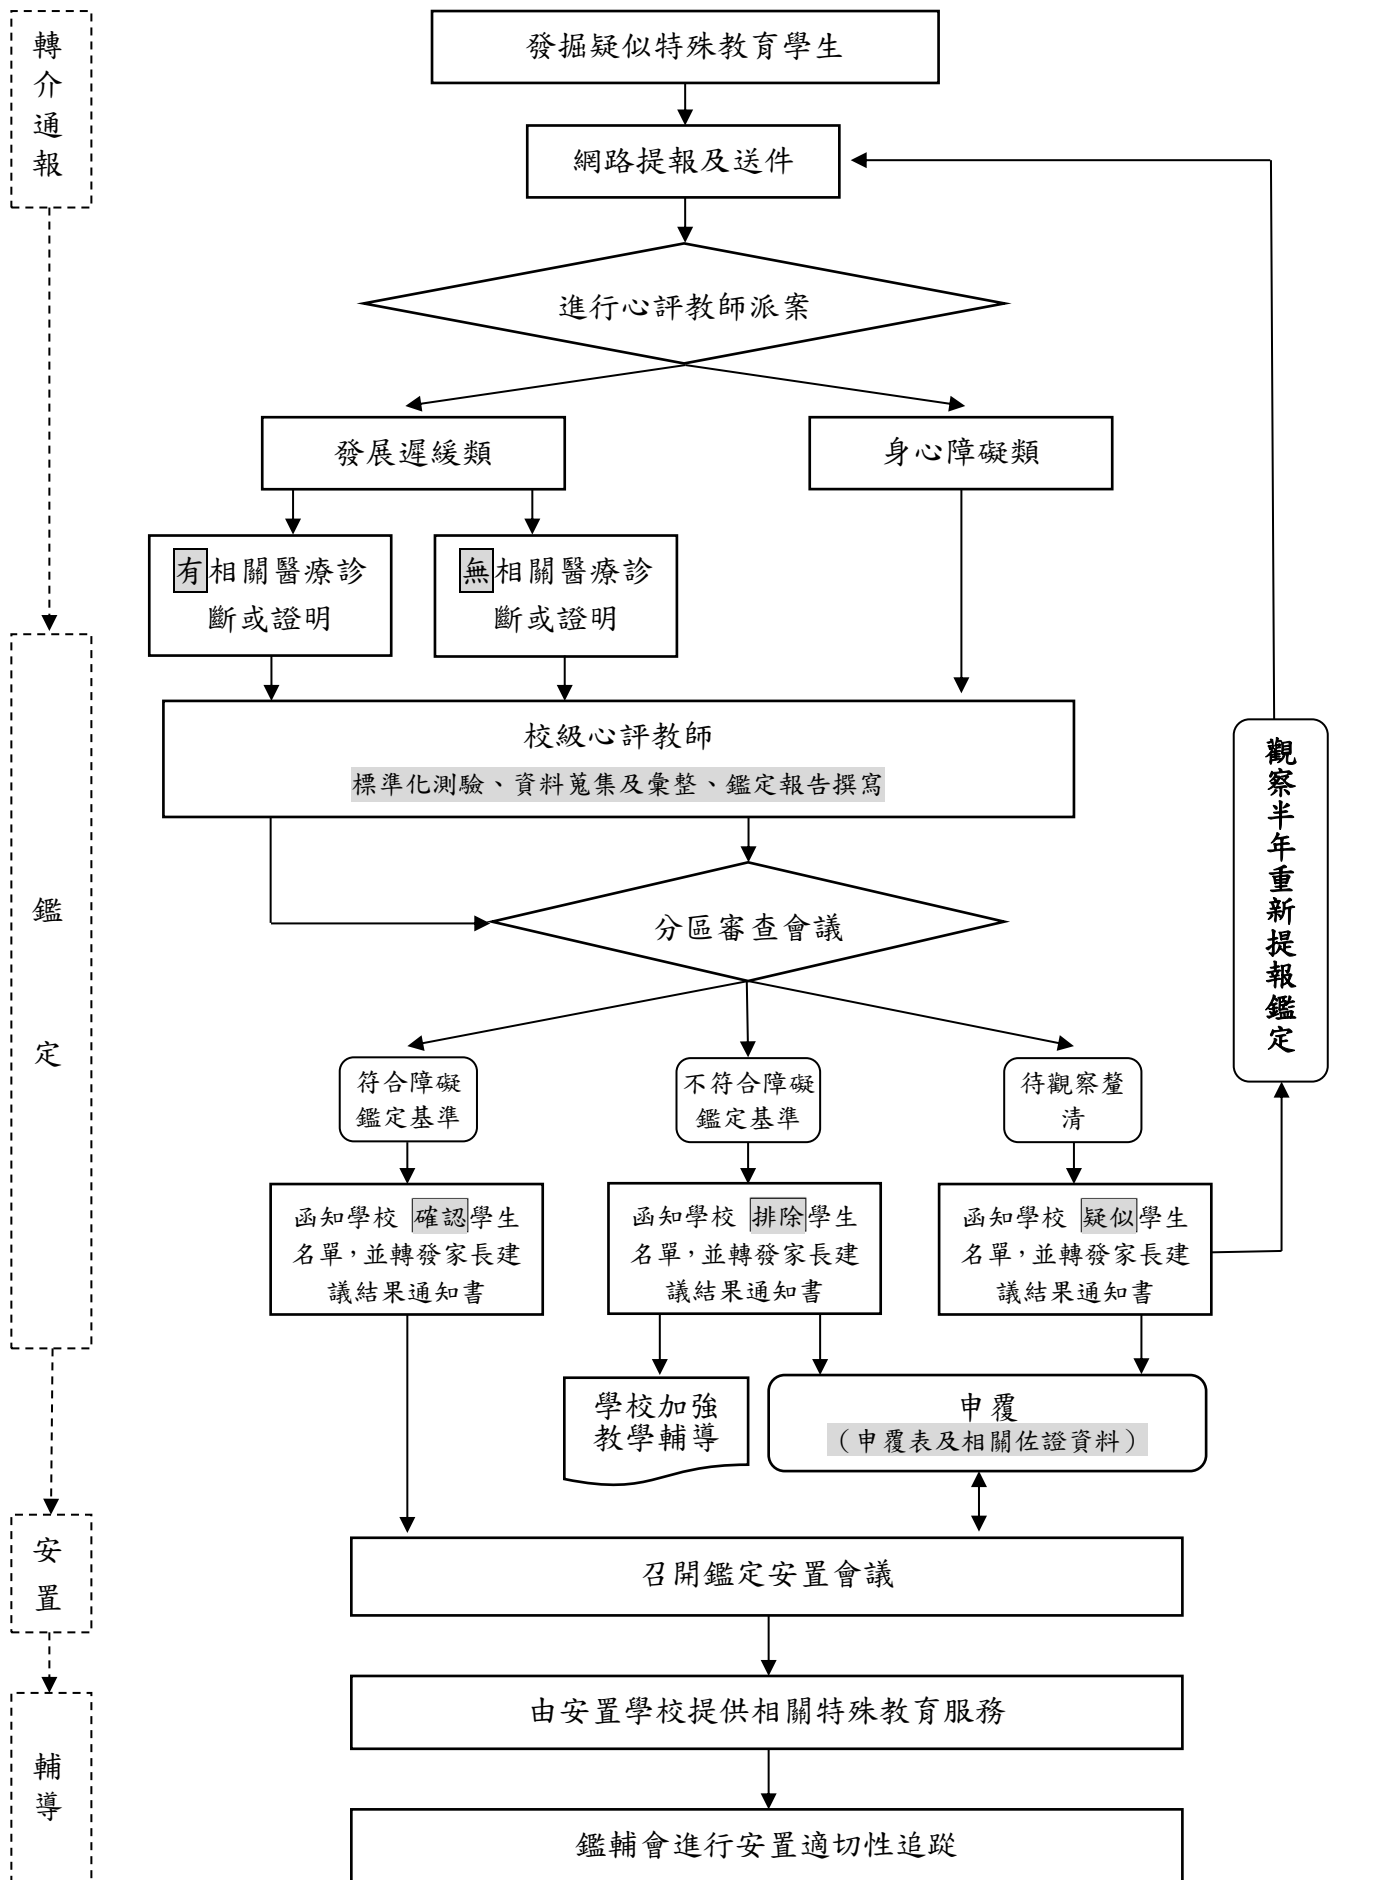 轉介通報
發掘疑似特殊教育學生
網路提報及送件
進行心評教師派案
發展遲緩類
身心障礙類
有相關醫療診
斷或證明
無相關醫療診
斷或證明
鑑定
校級心評教師
標準化測驗、資料蒐集及彙整、鑑定報告撰寫
觀察半年重新提報鑑定
分區審查會議
符合障礙
鑑定基準
不符合障礙
鑑定基準
待觀察釐
清
函知學校 確認學生
名單，並轉發家長建
議結果通知書
函知學校 排除學生
名單，並轉發家長建
議結果通知書
函知學校 疑似學生
名單，並轉發家長建
議結果通知書
學校加強
教學輔導
申覆
（申覆表及相關佐證資料）
安置
召開鑑定安置會議
輔導
由安置學校提供相關特殊教育服務
鑑輔會進行安置適切性追蹤